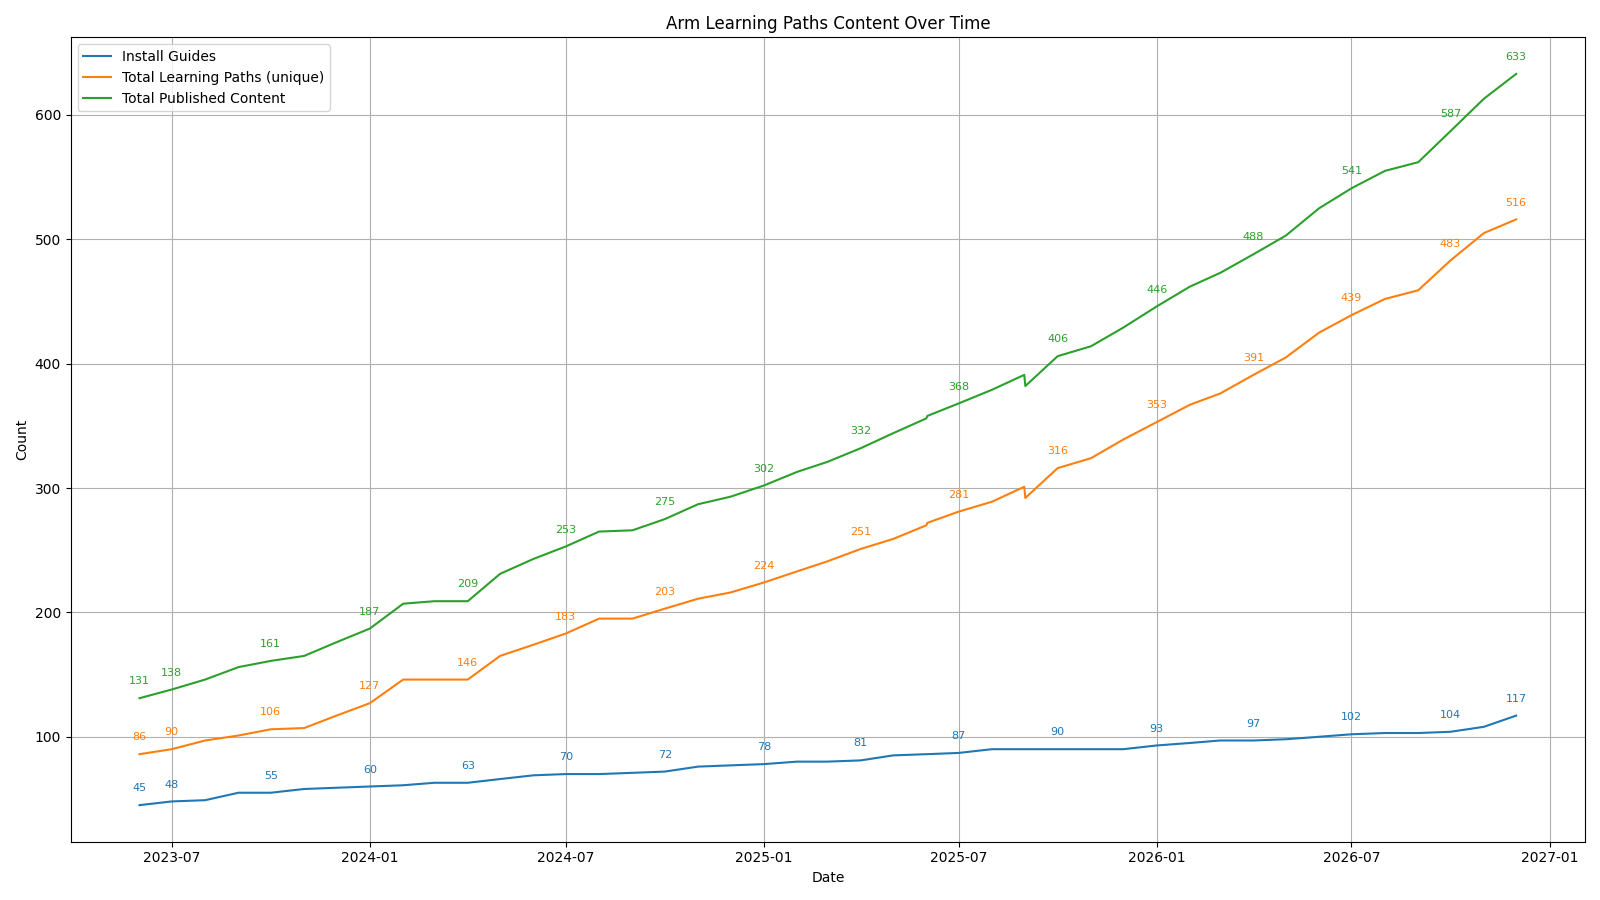 Arm Learning Paths Content Over Time
Install Guides
Total Learning Paths (unique)
Total Published Content
Count
600
500
400
300
200
100
131 138 161 187 209 253 275 302 332 368 406 446 488 541 587 633
86 90 106 127 146 183 203 224 251 281 316 353 391 439 483 516
45 48 55 60 63 70 72 78 81 87 90 93 97 102 104 117
2023-07 2024-01 2024-07 2025-01 2025-07 2026-01 2026-07 2027-01
Date